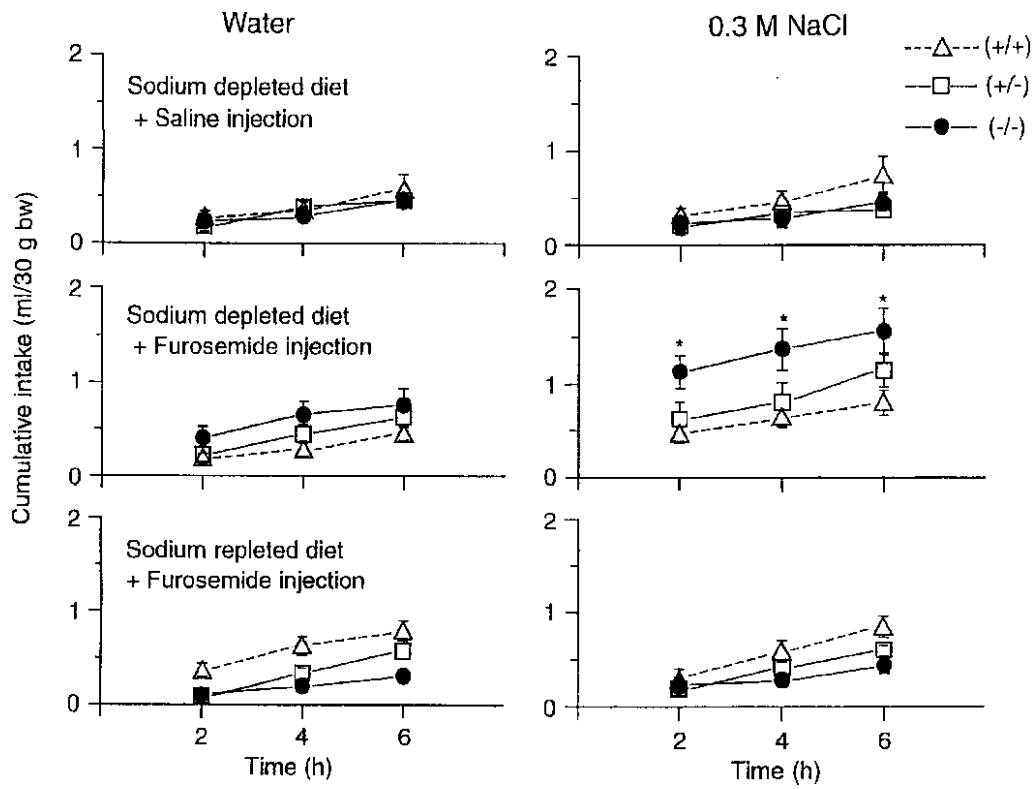 Water
0.3 M NaCl
(+/+)
(+/-)
(-/-)
Cumulative intake (ml/30 g bw)
2
Sodium depleted diet
+ Saline injection
1
0
2
1
0
2
Sodium depleted diet
+ Furosemide injection
1
0
2
* * *
1
0
2
Sodium repleted diet
+ Furosemide injection
1
0
2 4 6
Time (h)
2
1
0
2 4 6
Time (h)